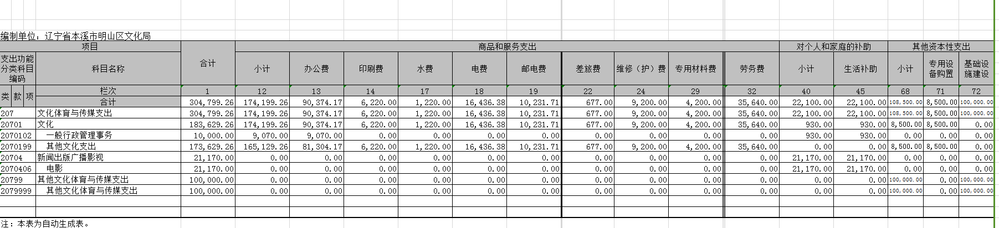 编制单位：辽宁省本溪市明山区文化局
项目 合计 商品和服务支出 对个人和家庭的补助 其他资本性支出
支出功能分类科目编码 科目名称 小计 办公费 印刷费 水费 电费 邮电费 差旅费 维修（护）费 专用材料费 劳务费 小计 生活补助 小计 专用设备购置 基础设施建设
类 款 项 栏次 1 12 13 14 17 18 19 22 24 29 32 40 45 68 71 72
合计 304,799.26 174,199.26 90,374.17 6,220.00 1,220.00 16,436.38 10,231.71 677.00 9,200.00 4,200.00 35,640.00 22,100.00 22,100.00 108,500.00 8,500.00 100,000.00
207 文化体育与传媒支出 304,799.26 174,199.26 90,374.17 6,220.00 1,220.00 16,436.38 10,231.71 677.00 9,200.00 4,200.00 35,640.00 22,100.00 22,100.00 108,500.00 8,500.00 100,000.00
20701 文化 183,629.26 174,199.26 90,374.17 6,220.00 1,220.00 16,436.38 10,231.71 677.00 9,200.00 4,200.00 35,640.00 930.00 930.00 8,500.00 8,500.00 0.00
2070102 一般行政管理事务 10,000.00 9,070.00 9,070.00 0.00 0.00 0.00 0.00 0.00 0.00 0.00 0.00 930.00 930.00 0.00 0.00 0.00
2070199 其他文化支出 173,629.26 165,129.26 81,304.17 6,220.00 1,220.00 16,436.38 10,231.71 677.00 9,200.00 4,200.00 35,640.00 0.00 0.00 8,500.00 8,500.00 0.00
20704 新闻出版广播影视 21,170.00 0.00 0.00 0.00 0.00 0.00 0.00 0.00 0.00 0.00 0.00 21,170.00 21,170.00 0.00 0.00 0.00
2070406 电影 21,170.00 0.00 0.00 0.00 0.00 0.00 0.00 0.00 0.00 0.00 0.00 21,170.00 21,170.00 0.00 0.00 0.00
20799 其他文化体育与传媒支出 100,000.00 0.00 0.00 0.00 0.00 0.00 0.00 0.00 0.00 0.00 0.00 0.00 0.00 100,000.00 0.00 100,000.00
2079999 其他文化体育与传媒支出 100,000.00 0.00 0.00 0.00 0.00 0.00 0.00 0.00 0.00 0.00 0.00 0.00 0.00 100,000.00 0.00 100,000.00
注：本表为自动生成表。